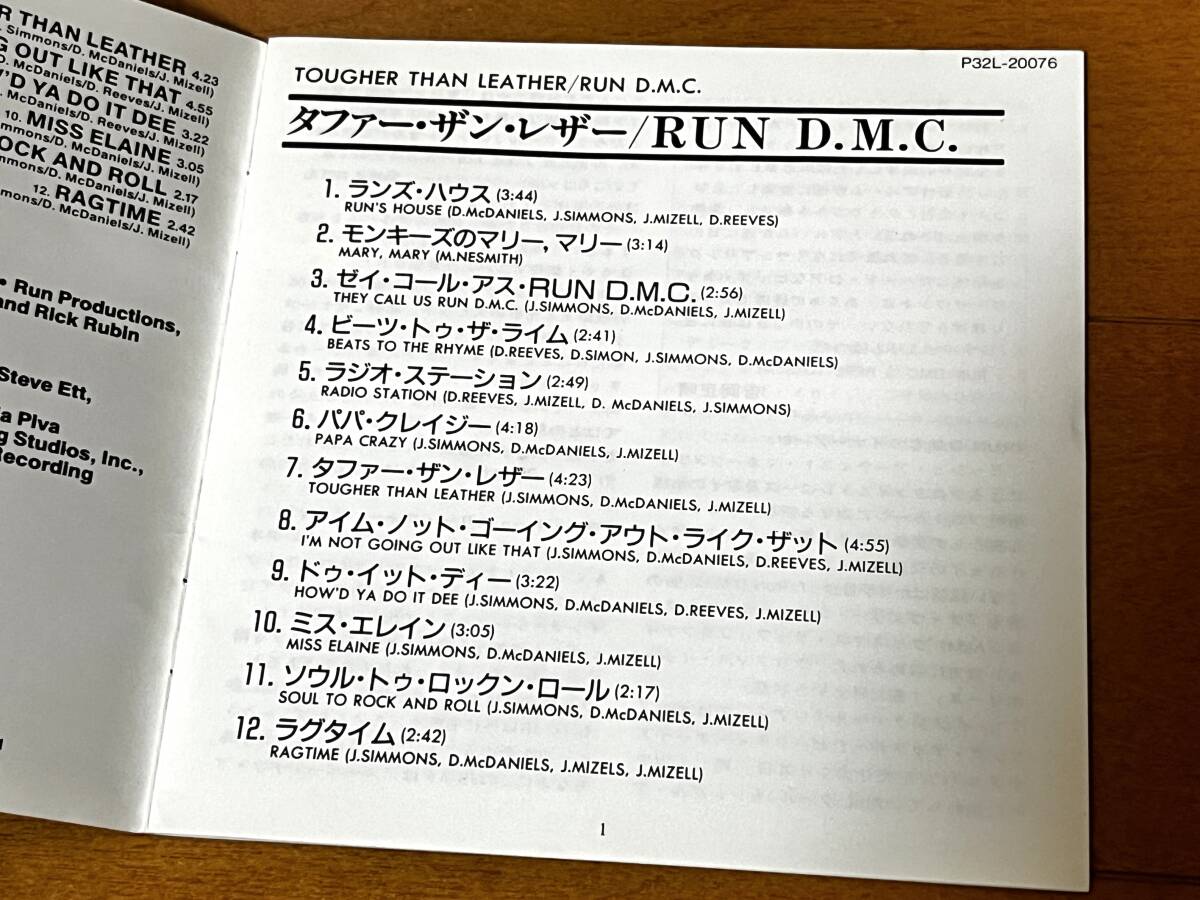 R THAN LEATHER 4.23
Simmons/D. McDaniels/J. Mizell)
G OUT LIKE THAT 4.55
D. McDaniels/D. Reeves/J. Mizell)
'D YA DO IT DEE 3.22
McDaniels/D. Reeves/J. Mizell)
10. MISS ELAINE 3.05
mmons/D. McDaniels/J. Mizell)
OCK AND ROLL 2.17
mmons/D. McDaniels/J. Mizell)
12. RAGTIME 2.42
mmons/D. McDaniels/J. Mizell)
• Run Productions,
and Rick Rubin
Steve Ett,
a Piva
g Studios, Inc.,
Recording
P32L-20076
TOUGHER THAN LEATHER/RUN D.M.C.
タファー・ザン・レザー/RUN D.M.C.
1. ランズ・ハウス (3:44)
RUN'S HOUSE (D.McDANIELS, J.SIMMONS, J.MIZELL, D.REEVES)
2. モンキーズのマリー, マリー (3:14)
MARY, MARY (M.NESMITH)
3. ゼイ・コール・アス・RUN D.M.C. (2:56)
THEY CALL US RUN D.M.C. (J.SIMMONS, D.McDANIELS, J.MIZELL)
4. ビーツ・トゥ・ザ・ライム (2:41)
BEATS TO THE RHYME (D.REEVES, D.SIMON, J.SIMMONS, D.McDANIELS)
5. ラジオ・ステーション (2:49)
RADIO STATION (D.REEVES, J.MIZELL, D. McDANIELS, J.SIMMONS)
6. パパ・クレイジー (4:18)
PAPA CRAZY (J.SIMMONS, D.McDANIELS, J.MIZELL)
7. タファー・ザン・レザー (4:23)
TOUGHER THAN LEATHER (J.SIMMONS, D.McDANIELS, J.MIZELL)
8. アイム・ノット・ゴーイング・アウト・ライク・ザット (4:55)
I'M NOT GOING OUT LIKE THAT (J.SIMMONS, D.McDANIELS, D.REEVES, J.MIZELL)
9. ドゥ・イット・ディー (3:22)
HOW'D YA DO IT DEE (J.SIMMONS, D.McDANIELS, D.REEVES, J.MIZELL)
10. ミス・エレイン (3:05)
MISS ELAINE (J.SIMMONS, D.McDANIELS, J.MIZELL)
11. ソウル・トゥ・ロックン・ロール (2:17)
SOUL TO ROCK AND ROLL (J.SIMMONS, D.McDANIELS, J.MIZELL)
12. ラグタイム (2:42)
RAGTIME (J.SIMMONS, D.McDANIELS, J.MIZELS, J.MIZELL)
1